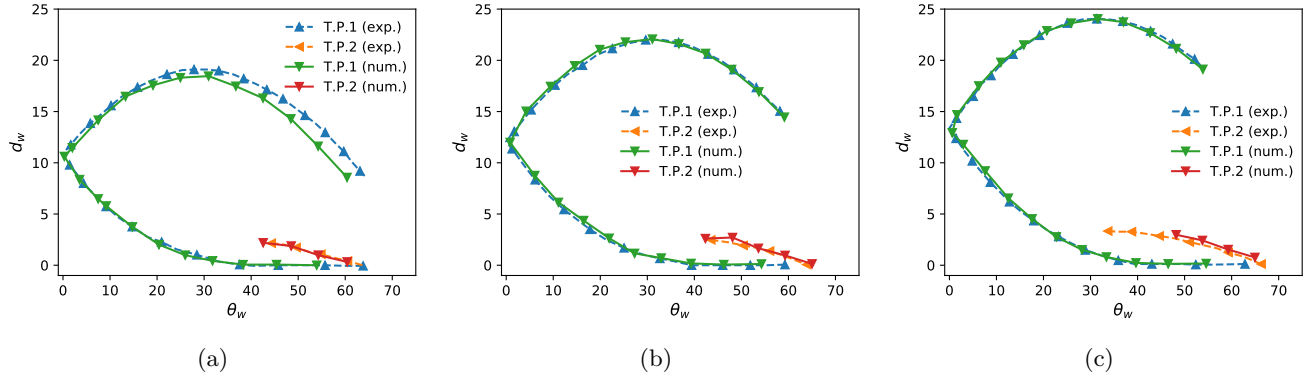 25
20
15
10
5
0
d_w
0 10 20 30 40 50 60 70
θ_w
T.P.1 (exp.)
T.P.2 (exp.)
T.P.1 (num.)
T.P.2 (num.)
(a)
25
20
15
10
5
0
d_w
0 10 20 30 40 50 60 70
θ_w
T.P.1 (exp.)
T.P.2 (exp.)
T.P.1 (num.)
T.P.2 (num.)
(b)
25
20
15
10
5
0
d_w
0 10 20 30 40 50 60 70
θ_w
T.P.1 (exp.)
T.P.2 (exp.)
T.P.1 (num.)
T.P.2 (num.)
(c)